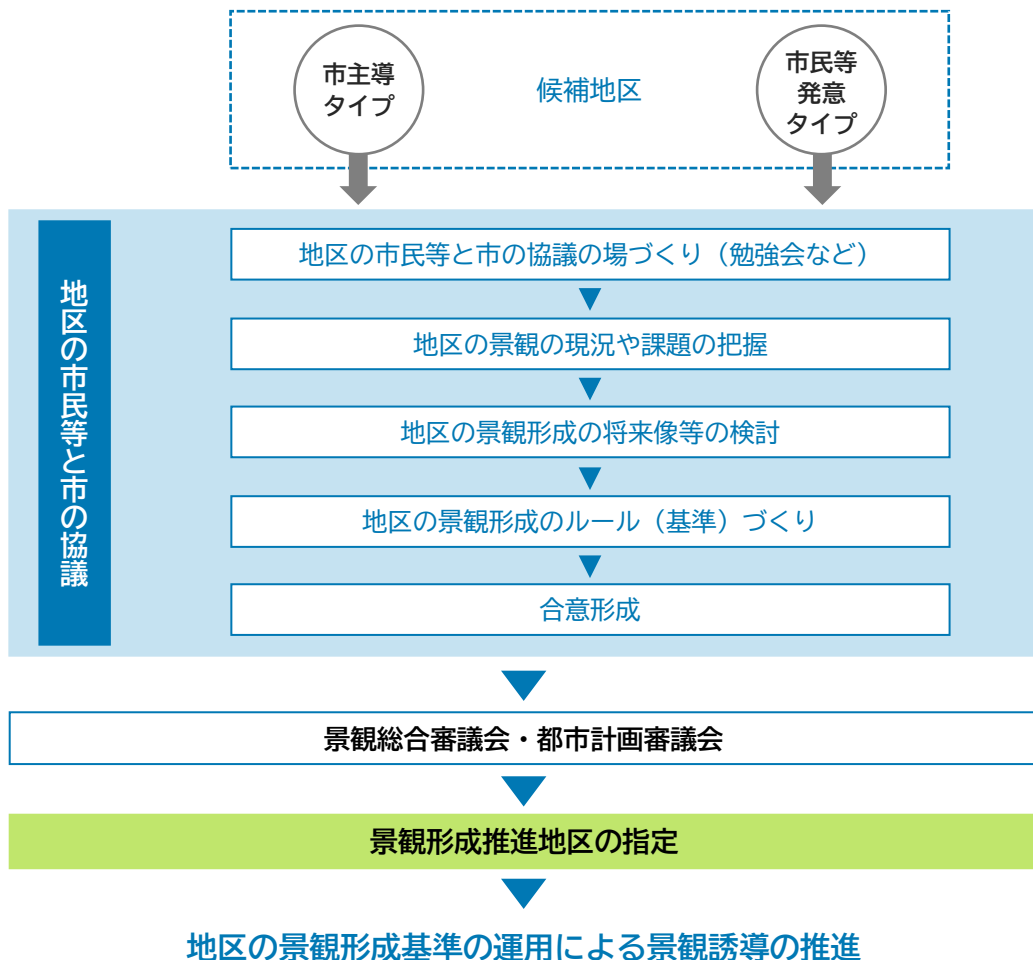 市主導
タイプ
候補地区
市民等
発意
タイプ
地区の市民等と市の協議
地区の市民等と市の協議の場づくり（勉強会など）
地区の景観の現況や課題の把握
地区の景観形成の将来像等の検討
地区の景観形成のルール（基準）づくり
合意形成
景観総合審議会・都市計画審議会
景観形成推進地区の指定
地区の景観形成基準の運用による景観誘導の推進